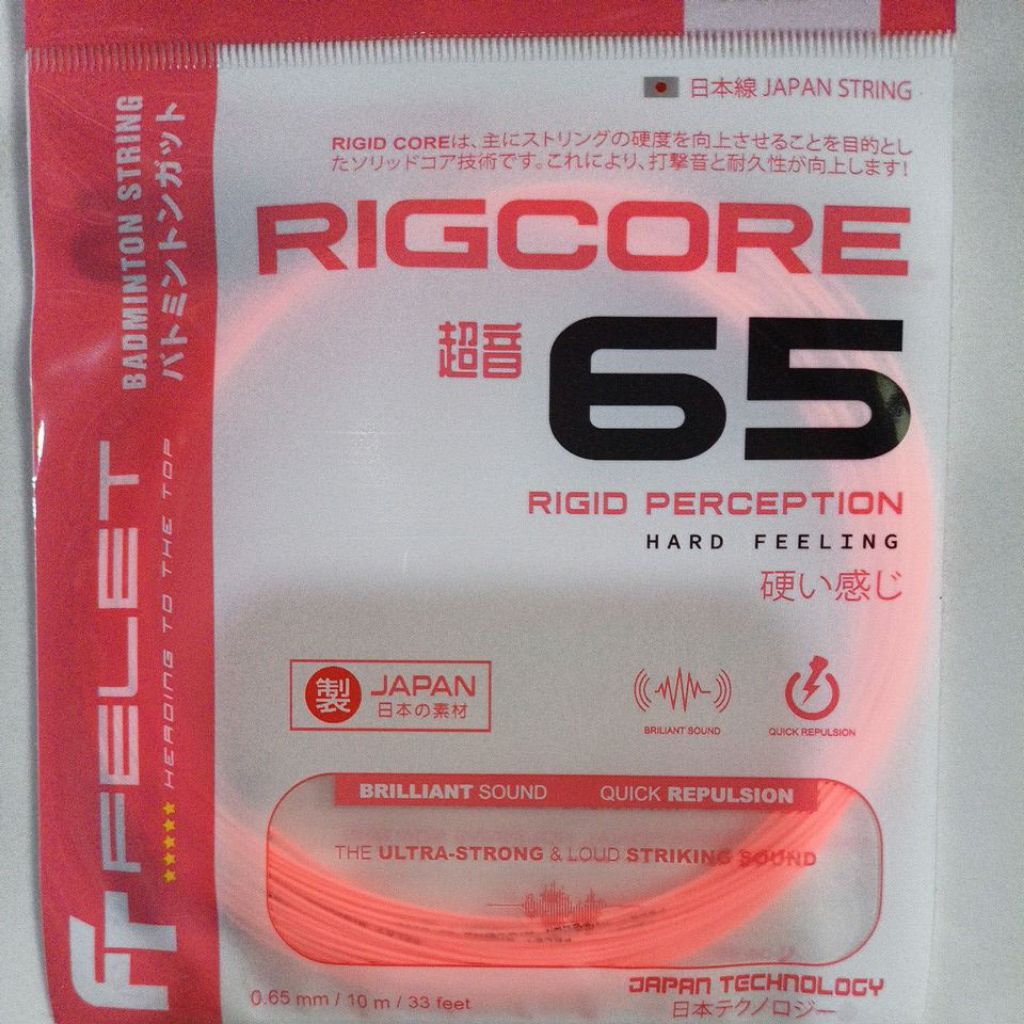 日本線 JAPAN STRING
RIGID COREは、主にストリングの硬度を向上させることを目的とし
たソリッドコア技術です。これにより、打撃音と耐久性が向上します!
RIGCORE
超音 65
RIGID PERCEPTION
HARD FEELING
硬い感じ
BADMINTON STRING
バトミントンガット
FELET
HEADING TO THE TOP
FT
製 JAPAN
日本の素材
BRILIANT SOUND
QUICK REPULSION
BRILLIANT SOUND QUICK REPULSION
THE ULTRA-STRONG & LOUD STRIKING SOUND
0.65 mm / 10 m / 33 feet
JAPAN TECHNOLOGY
日本テクノロジー